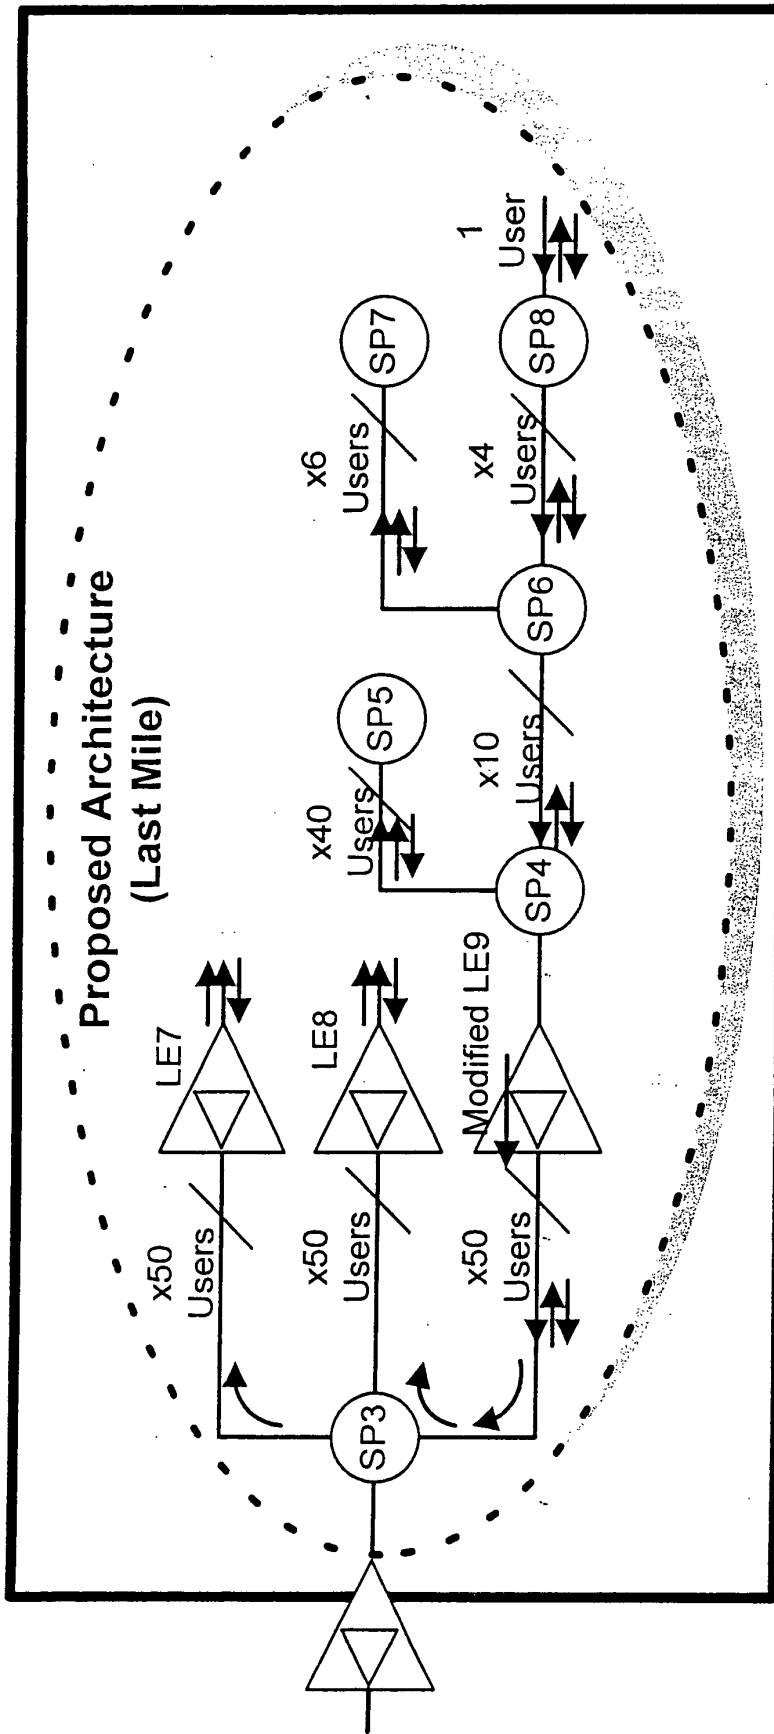 Proposed Architecture
(Last Mile)
LE7
x50
Users
LE8
x50
Users
Modified LE9
x50
Users
SP3
SP4
x40
Users
SP5
x10
Users
SP6
x6
Users
SP7
x4
Users
SP8
1
User